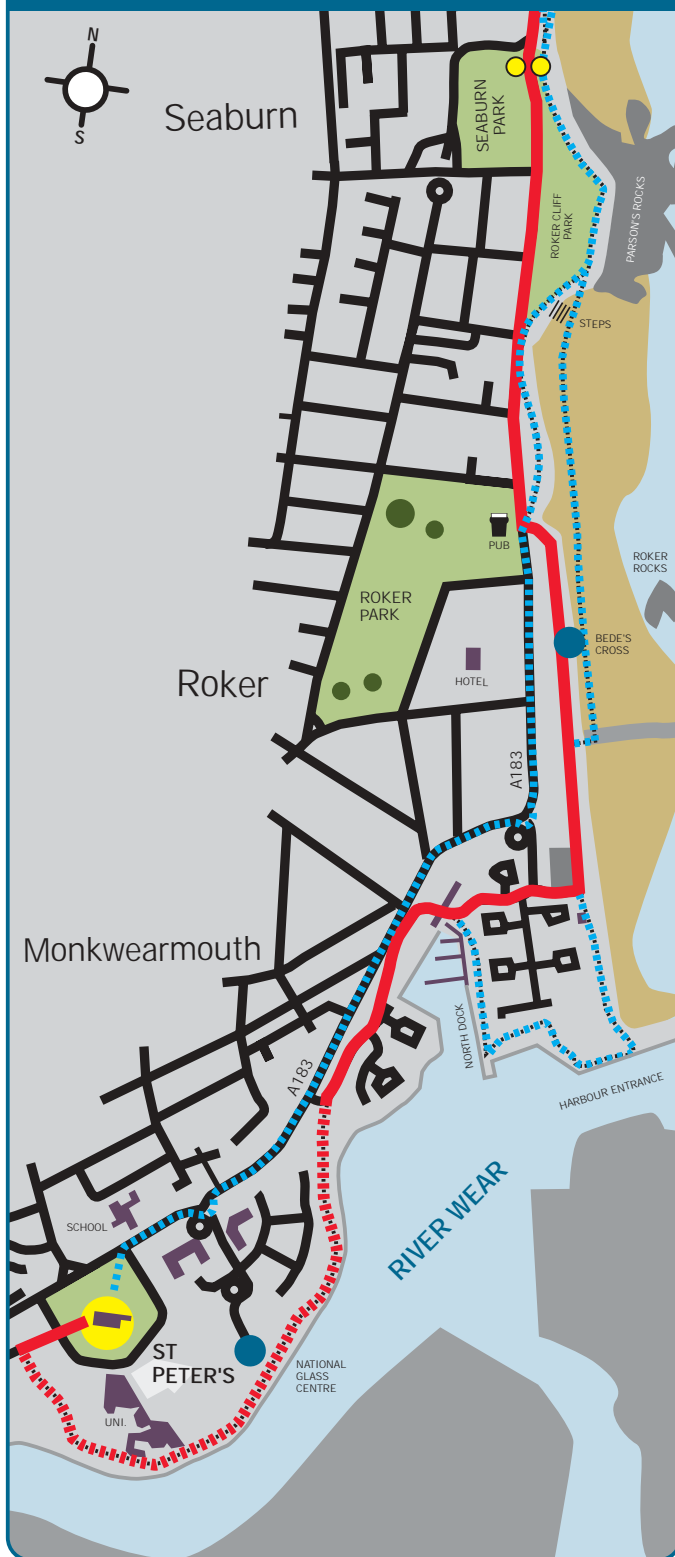 N
S
Seaburn
SEABURN
PARK
ROKER CLIFF
PARK
PARSON'S ROCKS
STEPS
PUB
ROKER
ROCKS
ROKER
PARK
BEDE'S
CROSS
Roker
HOTEL
A183
Monkwearmouth
NORTH DOCK
A183
HARBOUR ENTRANCE
RIVER WEAR
SCHOOL
ST
PETER'S
NATIONAL
GLASS
CENTRE
UNI.